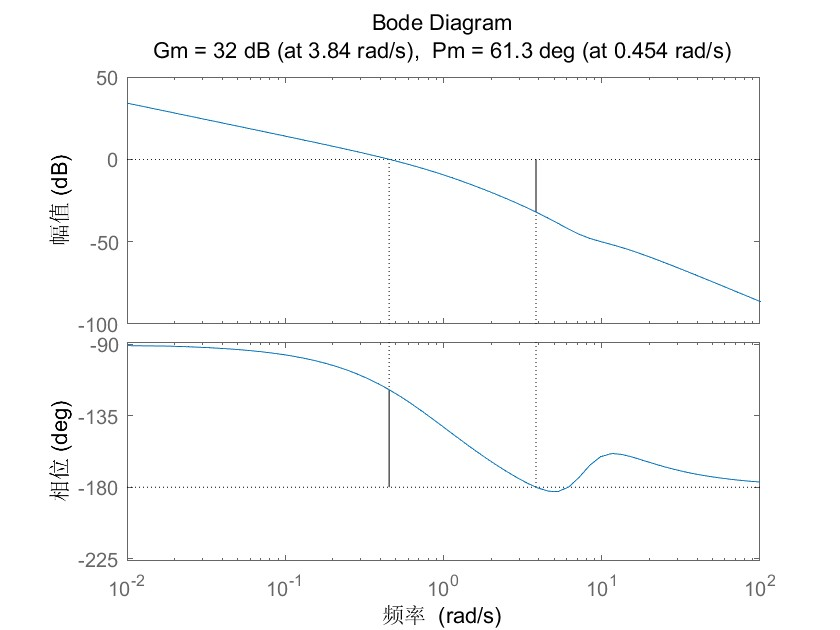 Bode Diagram
Gm = 32 dB (at 3.84 rad/s),  Pm = 61.3 deg (at 0.454 rad/s)
50
0
-50
-100
幅值 (dB)
-90
-135
-180
-225
相位 (deg)
10^-2 10^-1 10^0 10^1 10^2
频率  (rad/s)